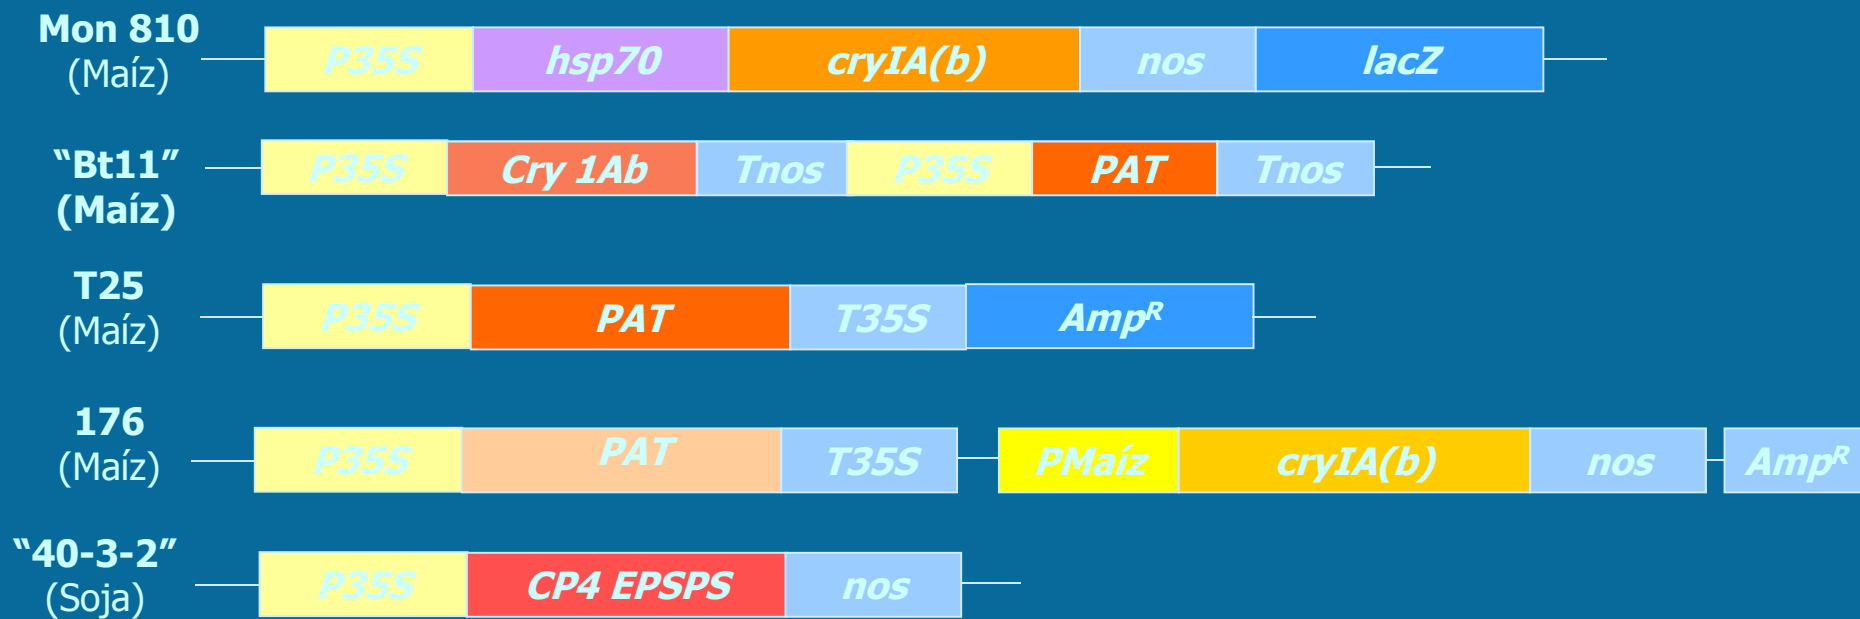 Mon 810
(Maíz)
P35S hsp70 cryIA(b) nos lacZ
“Bt11”
(Maíz)
P35S Cry 1Ab Tnos P35S PAT Tnos
T25
(Maíz)
P35S PAT T35S Ampᴿ
176
(Maíz)
P35S PAT T35S PMaíz cryIA(b) nos Ampᴿ
“40-3-2”
(Soja)
P35S CP4 EPSPS nos